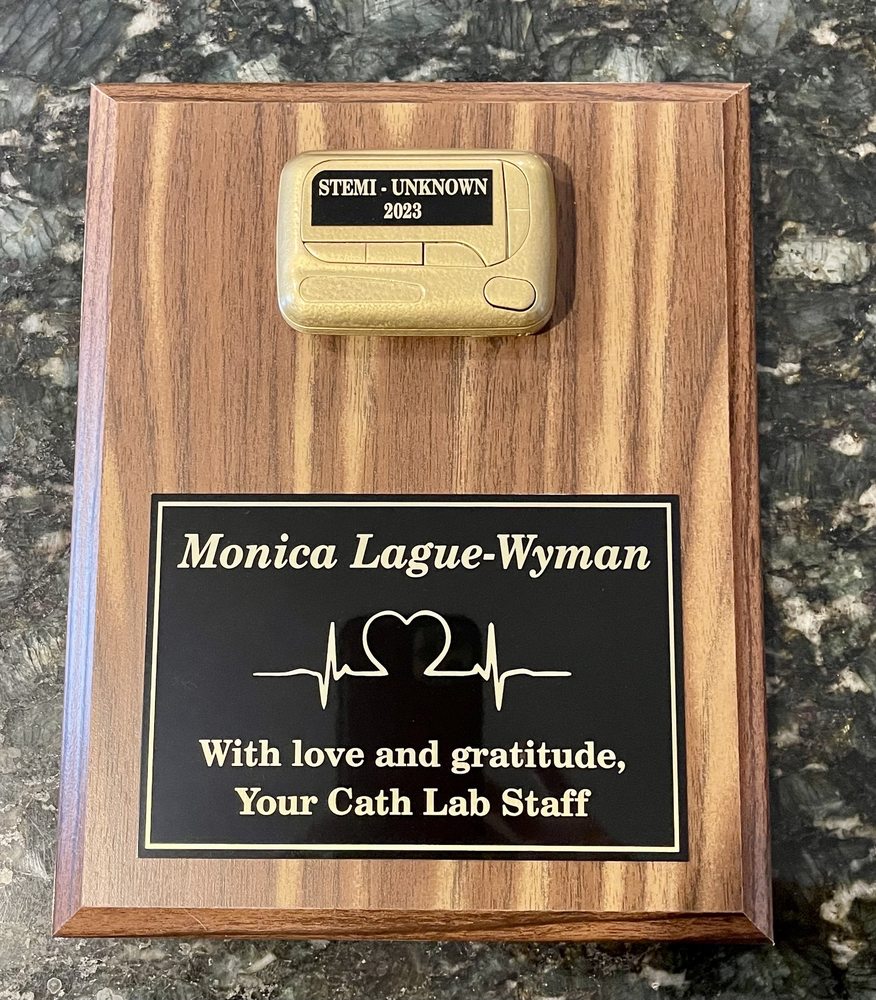 STEMI - UNKNOWN
2023
Monica Lague-Wyman
With love and gratitude,
Your Cath Lab Staff